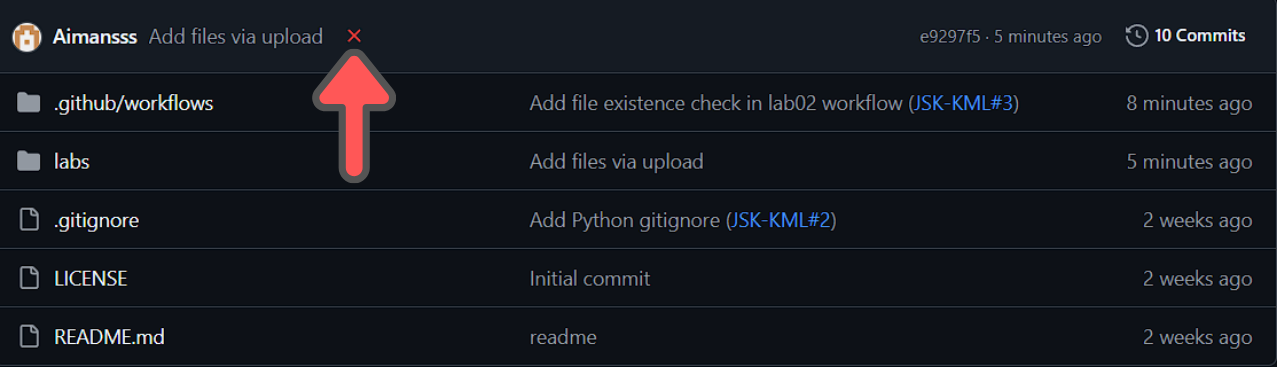 Aimansss Add files via upload e9297f5 · 5 minutes ago 10 Commits
.github/workflows Add file existence check in lab02 workflow (JSK-KML#3) 8 minutes ago
labs Add files via upload 5 minutes ago
.gitignore Add Python gitignore (JSK-KML#2) 2 weeks ago
LICENSE Initial commit 2 weeks ago
README.md readme 2 weeks ago